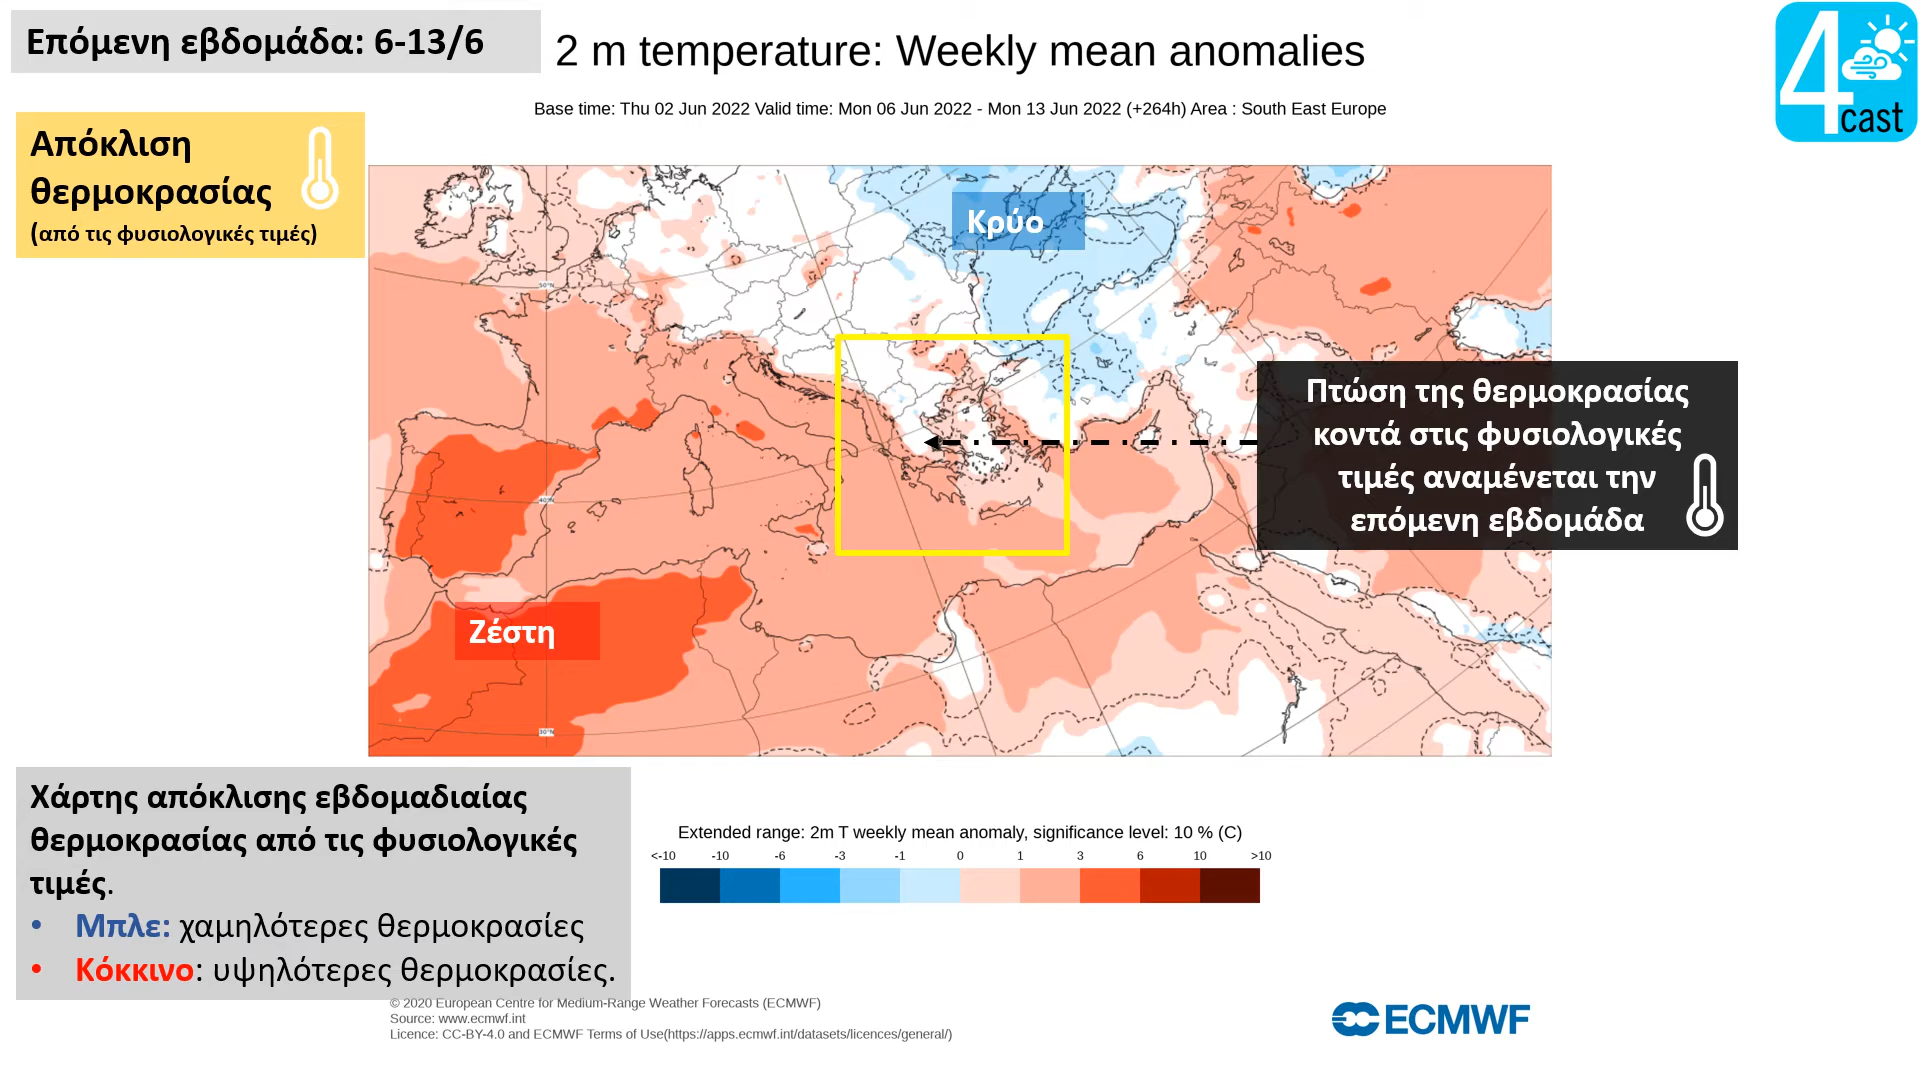 Επόμενη εβδομάδα: 6-13/6
2 m temperature: Weekly mean anomalies
4
cast
Base time: Thu 02 Jun 2022 Valid time: Mon 06 Jun 2022 - Mon 13 Jun 2022 (+264h) Area : South East Europe
Απόκλιση
θερμοκρασίας
(από τις φυσιολογικές τιμές)
Κρύο
50°N
Πτώση της θερμοκρασίας
κοντά στις φυσιολογικές
τιμές αναμένεται την
επόμενη εβδομάδα
40°N
Ζέστη
30°N
Χάρτης απόκλισης εβδομαδιαίας
θερμοκρασίας από τις φυσιολογικές
τιμές.
• Μπλε: χαμηλότερες θερμοκρασίες
• Κόκκινο: υψηλότερες θερμοκρασίες.
Extended range: 2m T weekly mean anomaly, significance level: 10 % (C)
<-10 -10 -6 -3 -1 0 1 3 6 10 >10
© 2020 European Centre for Medium-Range Weather Forecasts (ECMWF)
Source: www.ecmwf.int
Licence: CC-BY-4.0 and ECMWF Terms of Use(https://apps.ecmwf.int/datasets/licences/general/)
ECMWF